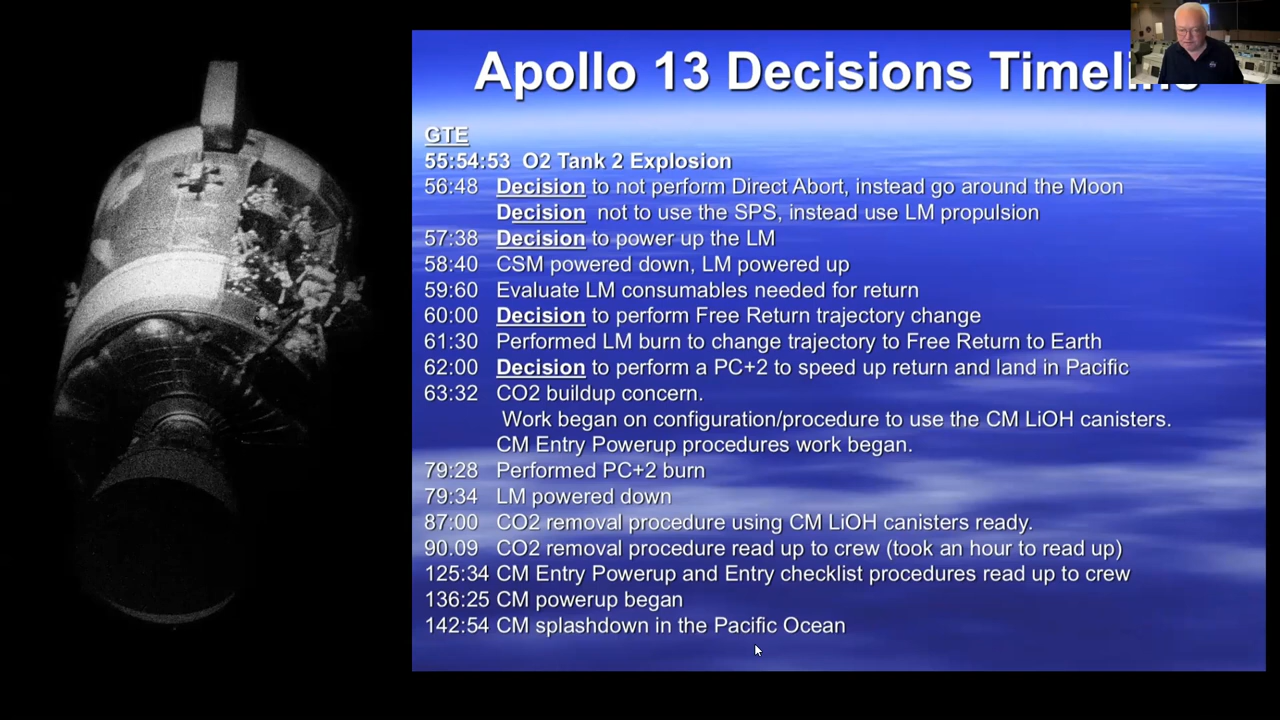 Apollo 13 Decisions Timeline
GTE
55:54:53 O2 Tank 2 Explosion
56:48 Decision to not perform Direct Abort, instead go around the Moon
Decision not to use the SPS, instead use LM propulsion
57:38 Decision to power up the LM
58:40 CSM powered down, LM powered up
59:60 Evaluate LM consumables needed for return
60:00 Decision to perform Free Return trajectory change
61:30 Performed LM burn to change trajectory to Free Return to Earth
62:00 Decision to perform a PC+2 to speed up return and land in Pacific
63:32 CO2 buildup concern.
Work began on configuration/procedure to use the CM LiOH canisters.
CM Entry Powerup procedures work began.
79:28 Performed PC+2 burn
79:34 LM powered down
87:00 CO2 removal procedure using CM LiOH canisters ready.
90.09 CO2 removal procedure read up to crew (took an hour to read up)
125:34 CM Entry Powerup and Entry checklist procedures read up to crew
136:25 CM powerup began
142:54 CM splashdown in the Pacific Ocean